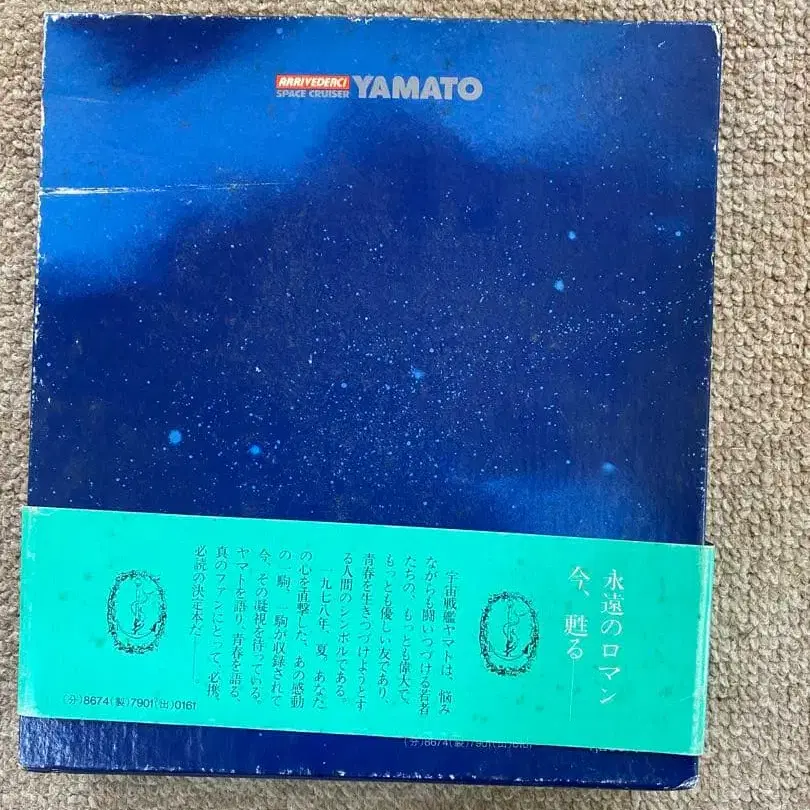 ARRIVEDERCI
SPACE CRUISER YAMATO
永遠のロマン
今、甦る
宇宙戦艦ヤマトは、悩み
ながらも闘いつづける若者
たちの、もっとも偉大で、
もっとも優しい友であり、
青春を生きつづけようとす
る人間のシンボルである。
一九七八年、夏。あなた
の心を直撃した、あの感動
の一駒、一駒が収録されて
今、その凝視を待っている。
ヤマトを語り、青春を語る、
真のファンにとって、必携、
必読の決定本だ——。
(分)8674(製)7901(出)0161
(分)8674(製)7901(出)0161